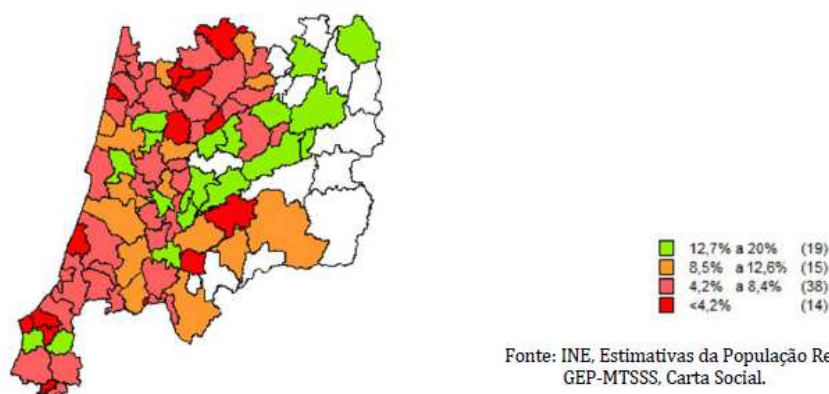 12,7% a 20% (19)
8,5% a 12,6% (15)
4,2% a 8,4% (38)
<4,2% (14)
Fonte: INE, Estimativas da População Re
GEP-MTSSS, Carta Social.